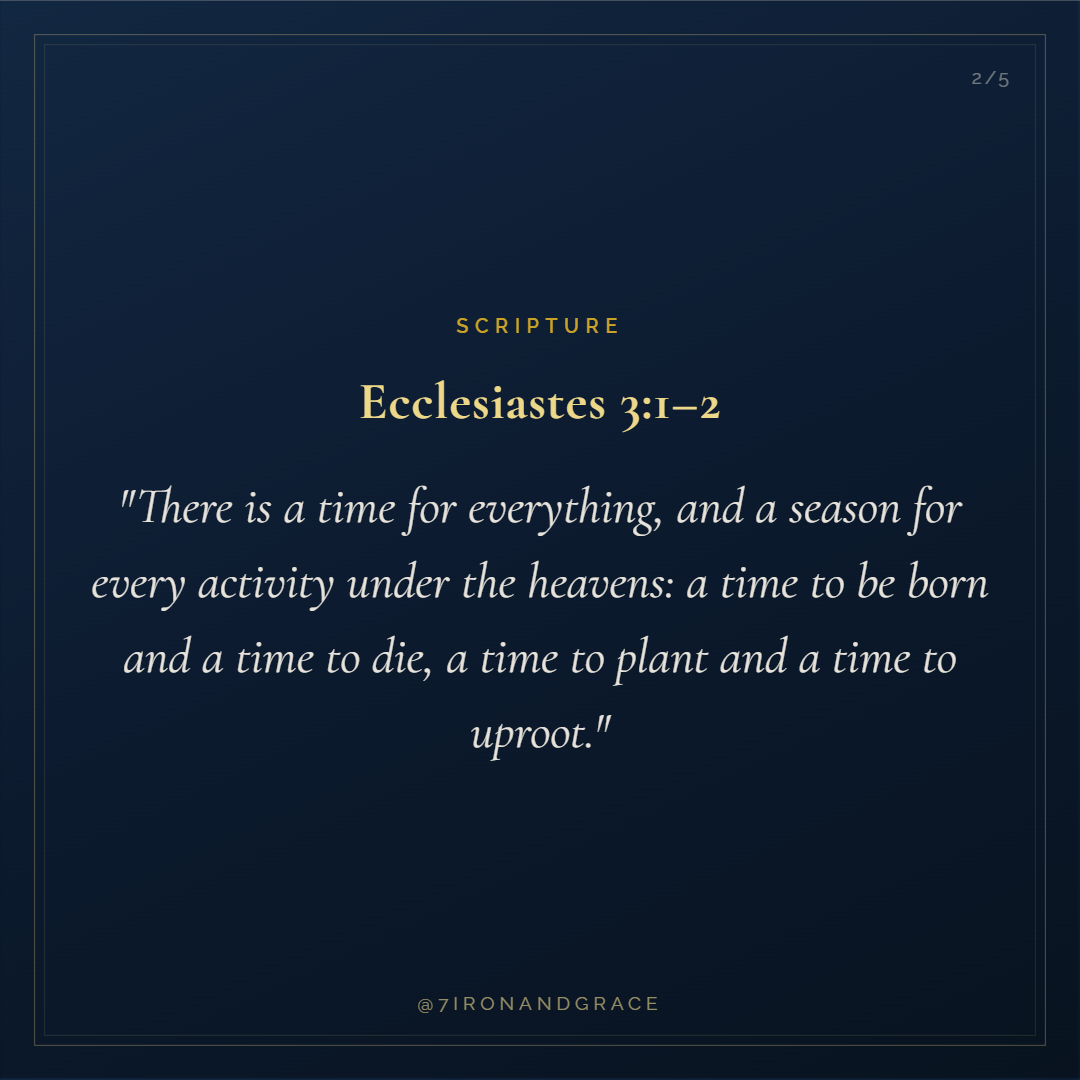 2/5
SCRIPTURE
Ecclesiastes 3:1–2
"There is a time for everything, and a season for
every activity under the heavens: a time to be born
and a time to die, a time to plant and a time to
uproot."
@7IRONANDGRACE